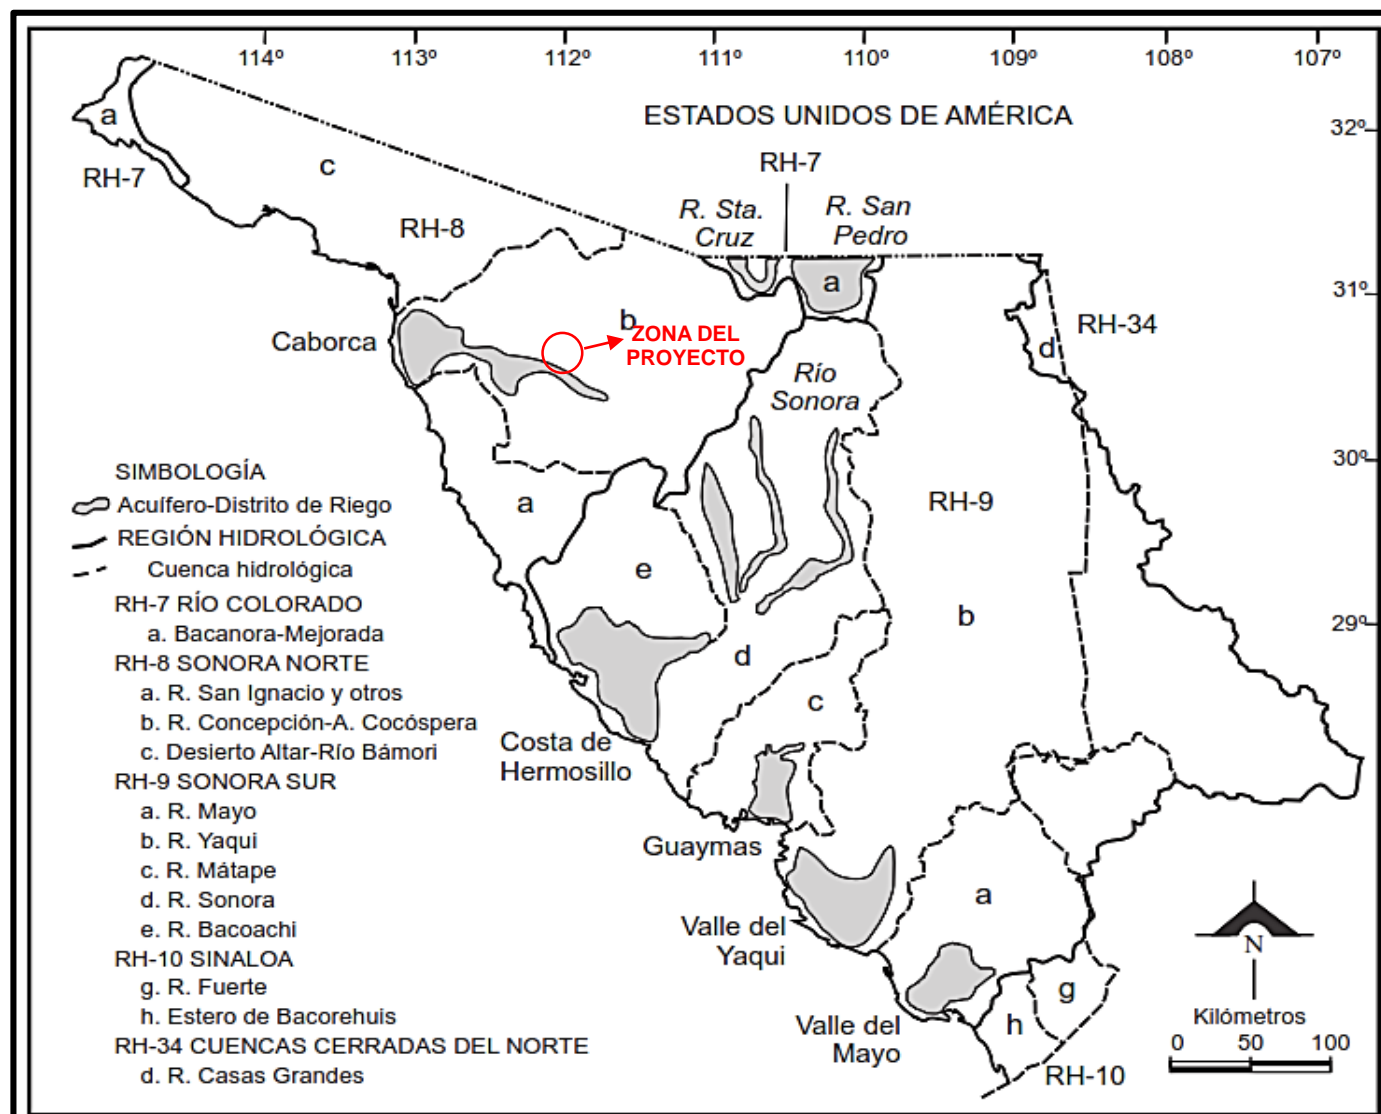 114º 113º 112º 111º 110º 109º 108º 107º
ESTADOS UNIDOS DE AMÉRICA
32º
a
c
RH-7
RH-7
R. Sta.
Cruz
R. San
Pedro
RH-8
a
31º
b
RH-34
Caborca
ZONA DEL
PROYECTO
d
Río
Sonora
30º
a
RH-9
e
29º
b
d
c
Costa de
Hermosillo
Guaymas
a
Valle del
Yaqui
g
h
Valle del
Mayo
RH-10
SIMBOLOGÍA
Acuífero-Distrito de Riego
REGIÓN HIDROLÓGICA
Cuenca hidrológica
RH-7 RÍO COLORADO
a. Bacanora-Mejorada
RH-8 SONORA NORTE
a. R. San Ignacio y otros
b. R. Concepción-A. Cocóspera
c. Desierto Altar-Río Bámori
RH-9 SONORA SUR
a. R. Mayo
b. R. Yaqui
c. R. Mátape
d. R. Sonora
e. R. Bacoachi
RH-10 SINALOA
g. R. Fuerte
h. Estero de Bacorehuis
RH-34 CUENCAS CERRADAS DEL NORTE
d. R. Casas Grandes
N
Kilómetros
0 50 100